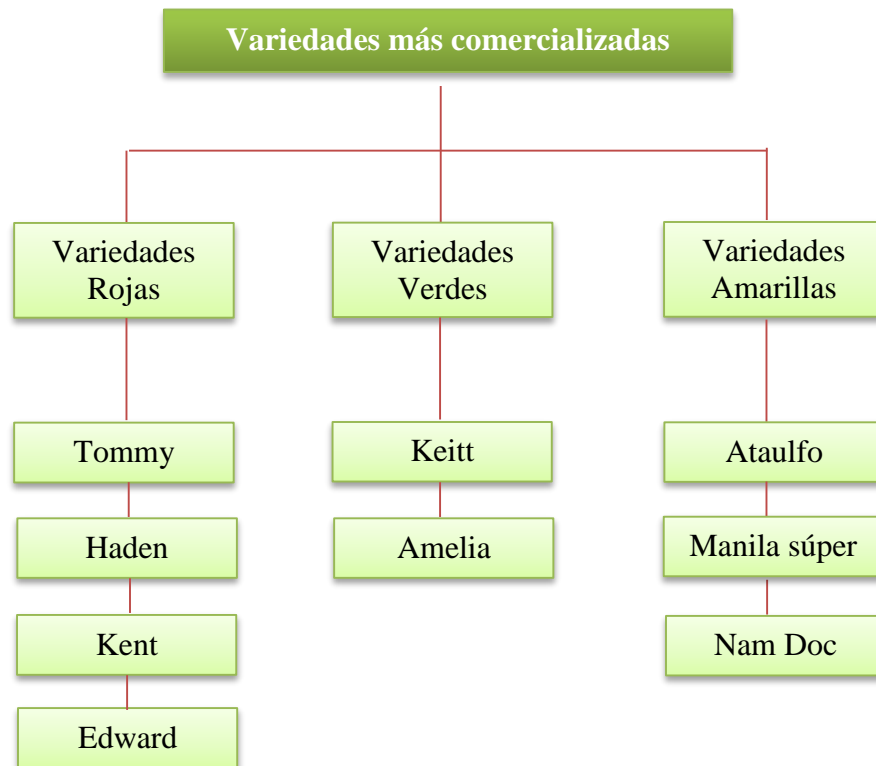 Variedades más comercializadas
Variedades
Rojas
Variedades
Verdes
Variedades
Amarillas
Tommy
Keitt
Ataulfo
Haden
Amelia
Manila súper
Kent
Nam Doc
Edward